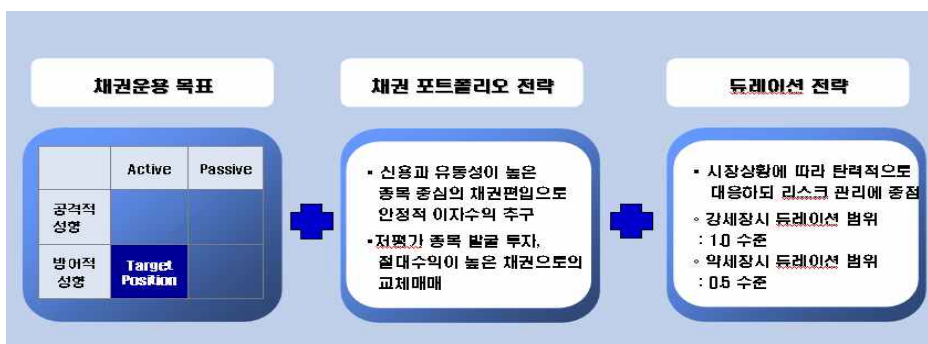 채권운용 목표
Active Passive
공격적
성향
방어적
성향
Target
Position
채권 포트폴리오 전략
▪ 신용과 유동성이 높은
종목 중심의 채권편입으로
안정적 이자수익 추구
▪저평가 종목 발굴 투자,
절대수익이 높은 채권으로의
교체매매
듀레이션 전략
▪ 시장상황에 따라 탄력적으로
대응하되 리스크 관리에 중점
◦ 강세장시 듀레이션 범위
: 1.0 수준
◦ 약세장시 듀레이션 범위
: 0.5 수준